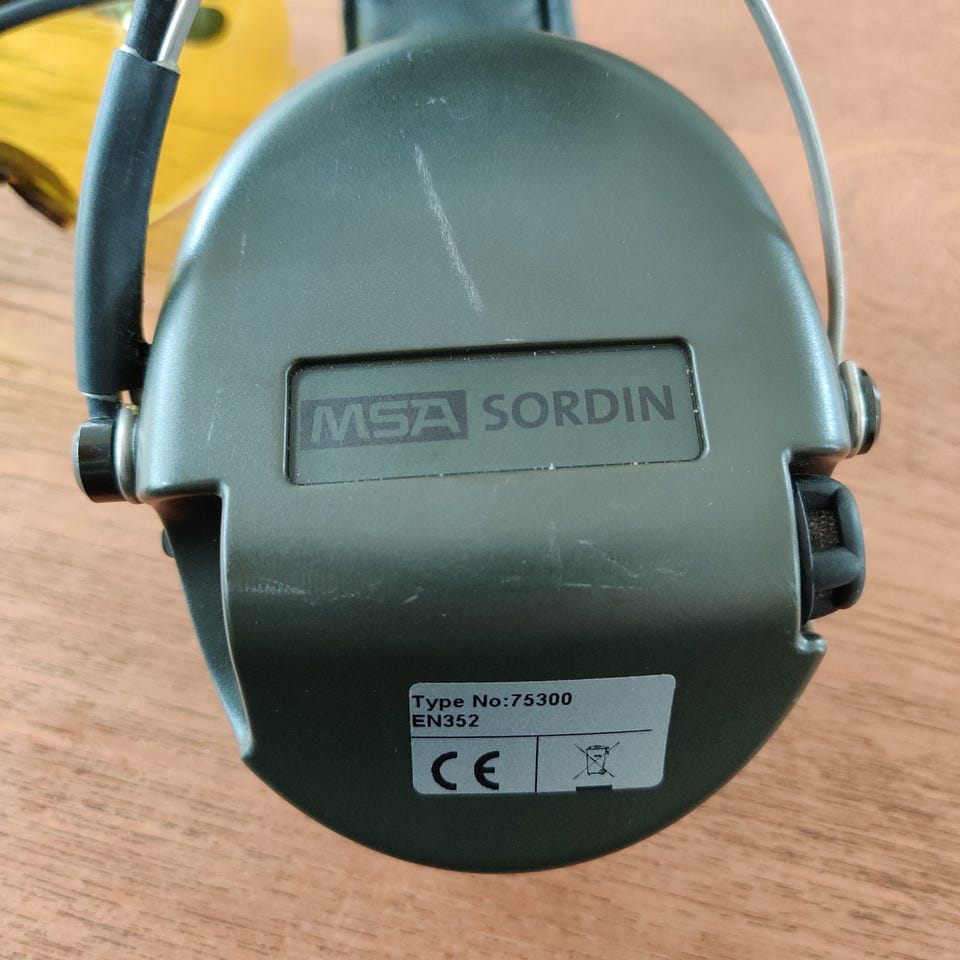 MSA SORDIN
Type No:75300
EN352
CE